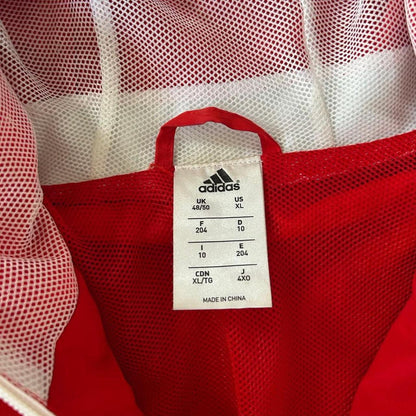 adidas
UK US
48/50 XL
F D
204 10
I E
10 204
CDN J
XL/TG 4XO
MADE IN CHINA